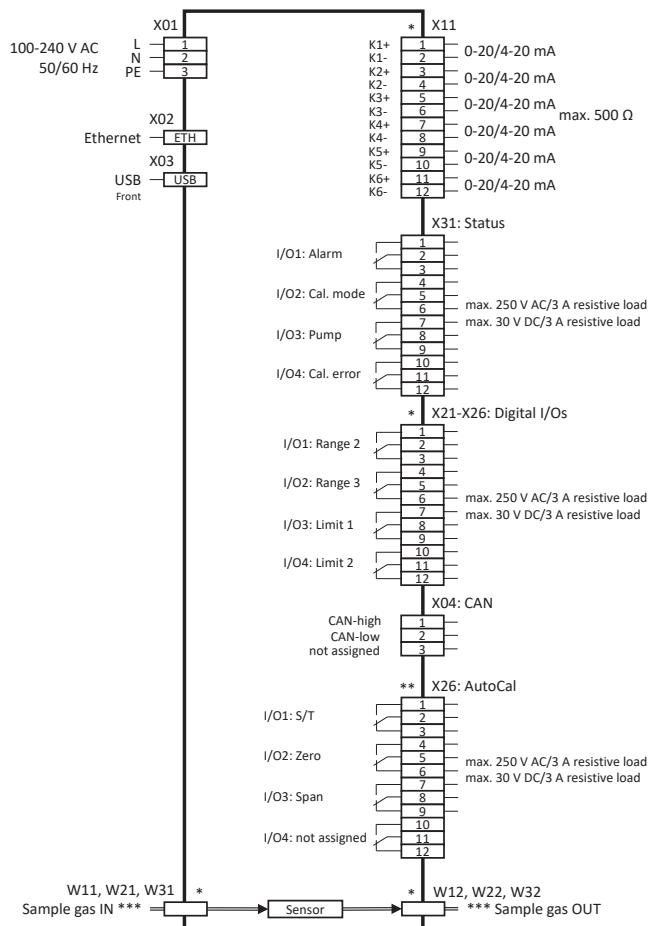 X01
100-240 V AC
50/60 Hz
L 1
N 2
PE 3
X02
Ethernet ETH
X03
USB USB
Front
* X11
K1+ 1
K1- 2
0-20/4-20 mA
K2+ 3
K2- 4
0-20/4-20 mA
K3+ 5
K3- 6
0-20/4-20 mA
max. 500 Ω
K4+ 7
K4- 8
0-20/4-20 mA
K5+ 9
K5- 10
0-20/4-20 mA
K6+ 11
K6- 12
0-20/4-20 mA
X31: Status
I/O1: Alarm
1
2
3
I/O2: Cal. mode
4
5
6
max. 250 V AC/3 A resistive load
max. 30 V DC/3 A resistive load
I/O3: Pump
7
8
9
I/O4: Cal. error
10
11
12
* X21-X26: Digital I/Os
I/O1: Range 2
1
2
3
I/O2: Range 3
4
5
6
max. 250 V AC/3 A resistive load
max. 30 V DC/3 A resistive load
I/O3: Limit 1
7
8
9
I/O4: Limit 2
10
11
12
X04: CAN
CAN-high 1
CAN-low 2
not assigned 3
** X26: AutoCal
I/O1: S/T
1
2
3
I/O2: Zero
4
5
6
max. 250 V AC/3 A resistive load
max. 30 V DC/3 A resistive load
I/O3: Span
7
8
9
I/O4: not assigned
10
11
12
W11, W21, W31 *
Sample gas IN ***
Sensor
* W12, W22, W32
*** Sample gas OUT